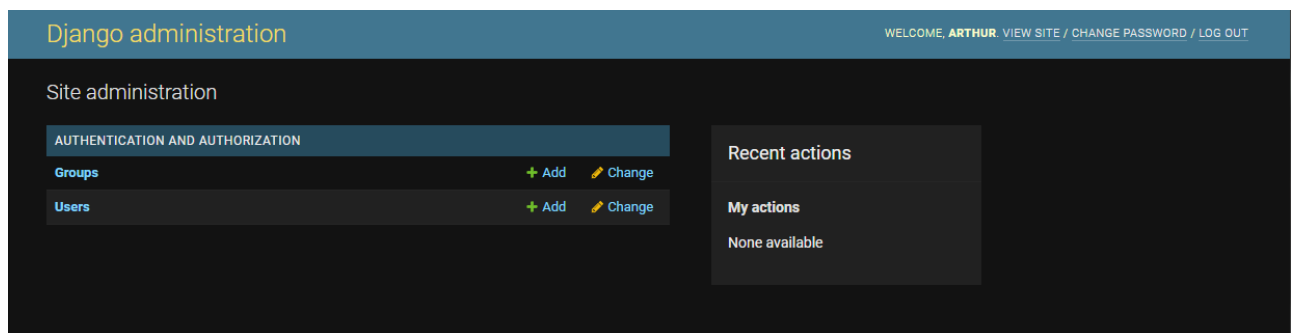 Django administration
WELCOME, ARTHUR. VIEW SITE / CHANGE PASSWORD / LOG OUT
Site administration
AUTHENTICATION AND AUTHORIZATION
Groups Add Change
Users Add Change
Recent actions
My actions
None available